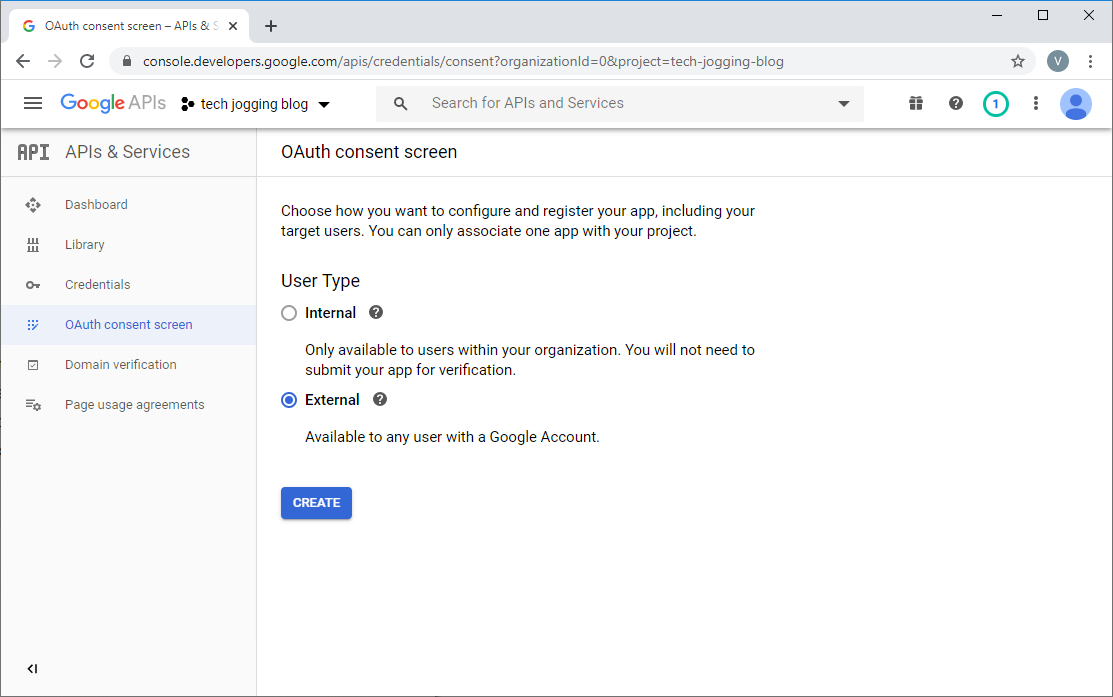 OAuth consent screen – APIs & S
console.developers.google.com/apis/credentials/consent?organizationId=0&project=tech-jogging-blog
V
Google APIs
tech jogging blog
Search for APIs and Services
1
API APIs & Services
OAuth consent screen
Dashboard
Library
Credentials
OAuth consent screen
Domain verification
Page usage agreements
Choose how you want to configure and register your app, including your
target users. You can only associate one app with your project.
User Type
Internal
Only available to users within your organization. You will not need to
submit your app for verification.
External
Available to any user with a Google Account.
CREATE